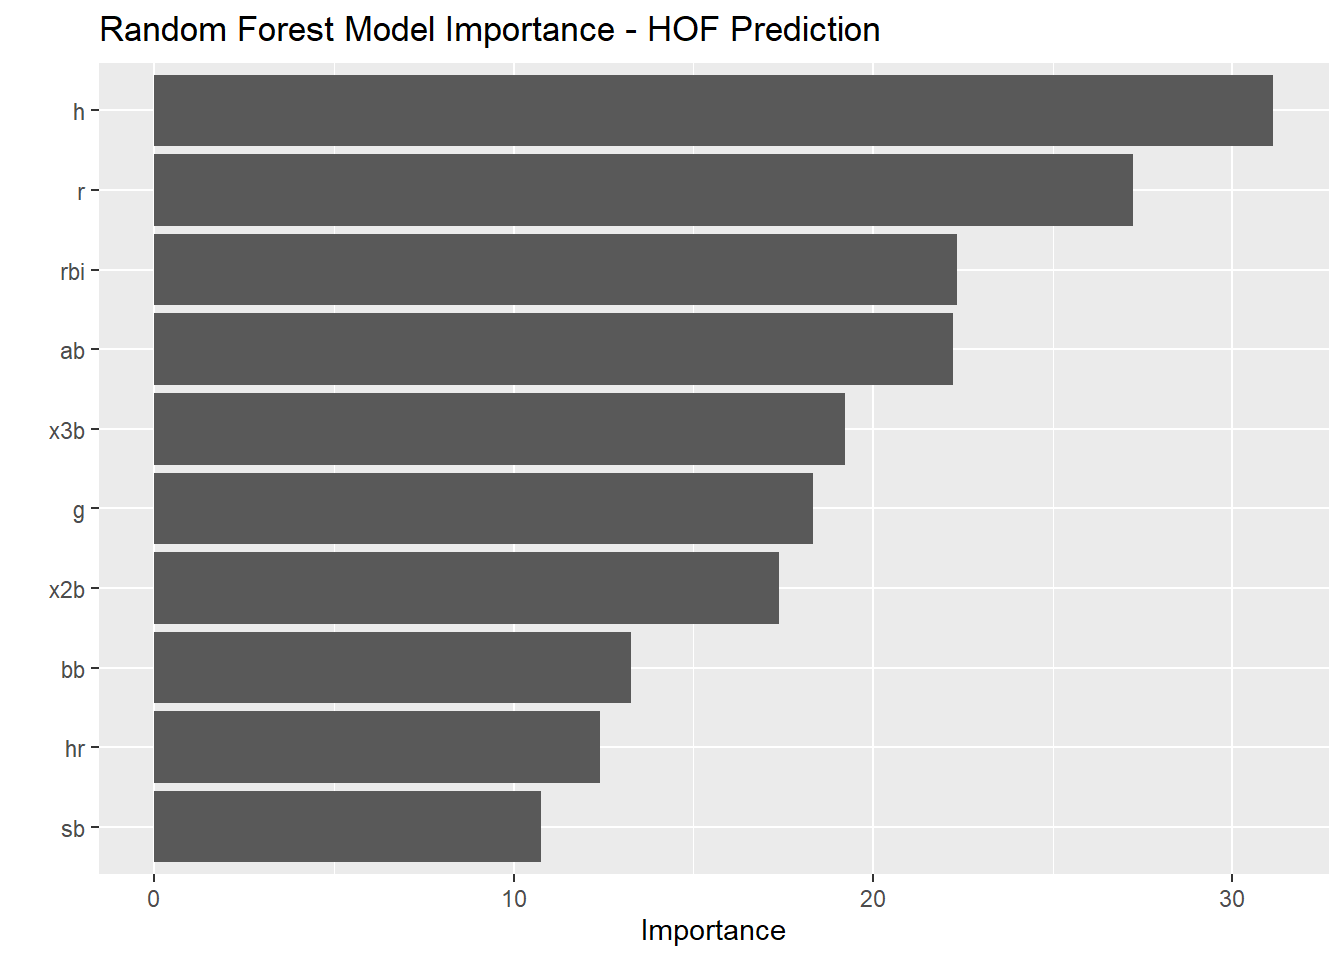 Random Forest Model Importance - HOF Prediction
h
r
rbi
ab
x3b
g
x2b
bb
hr
sb
0 10 20 30
Importance